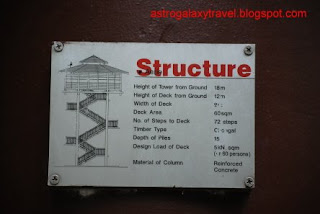 astrogalaxytravel.blogspot.com
Structure
Height of Tower from Ground 18m
Height of Deck from Ground 12m
Width of Deck
Deck Area 60sqm
No. of Steps to Deck 72 steps
Timber Type
Depth of Piles 15
Design Load of Deck 5kN
Material of Column Reinforced
Concrete